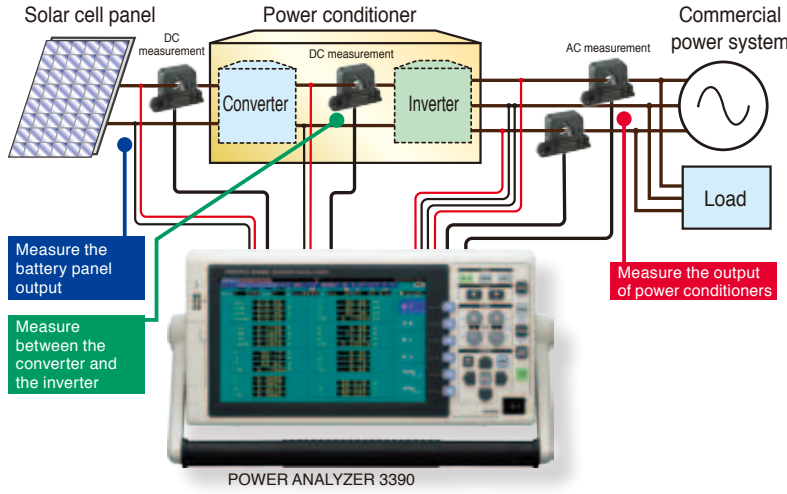 Solar cell panel
Power conditioner
Commercial
power system
DC
measurement
DC measurement
AC measurement
Converter
Inverter
Load
Measure the
battery panel
output
Measure the output
of power conditioners
Measure
between the
converter and
the inverter
POWER ANALYZER 3390